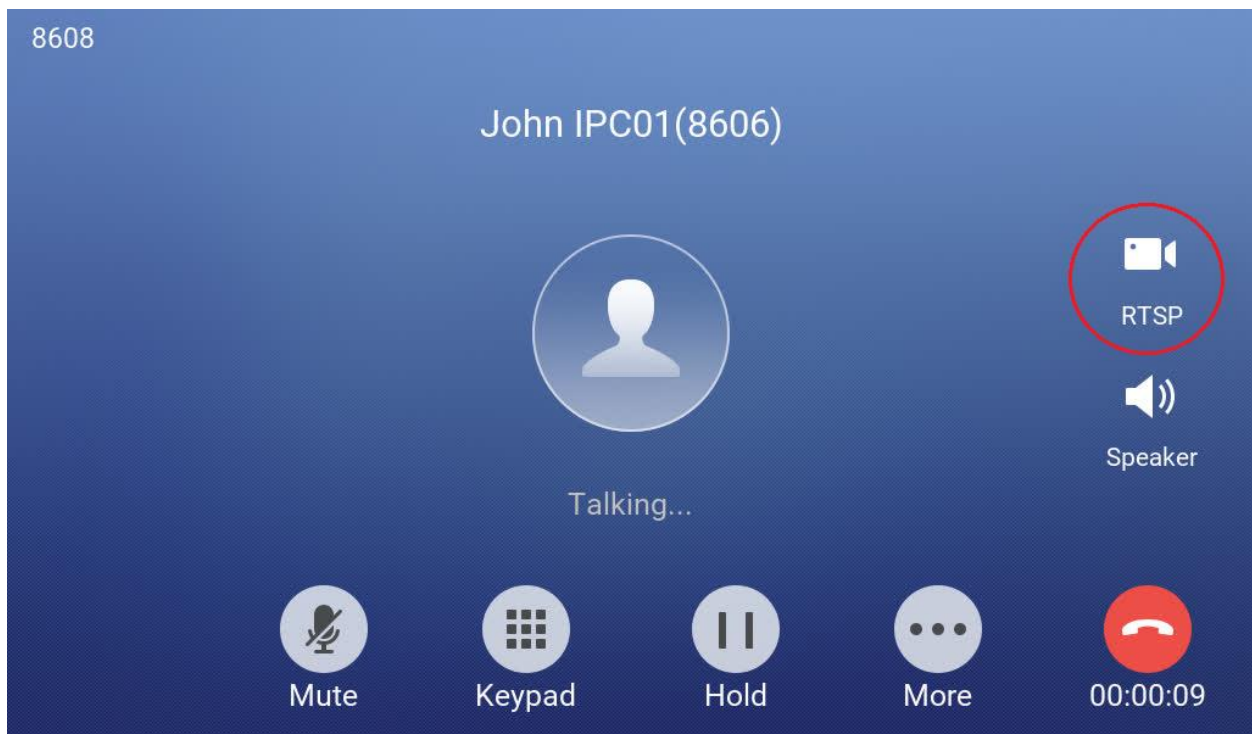 8608
John IPC01(8606)
RTSP
Speaker
Talking...
Mute
Keypad
Hold
More
00:00:09